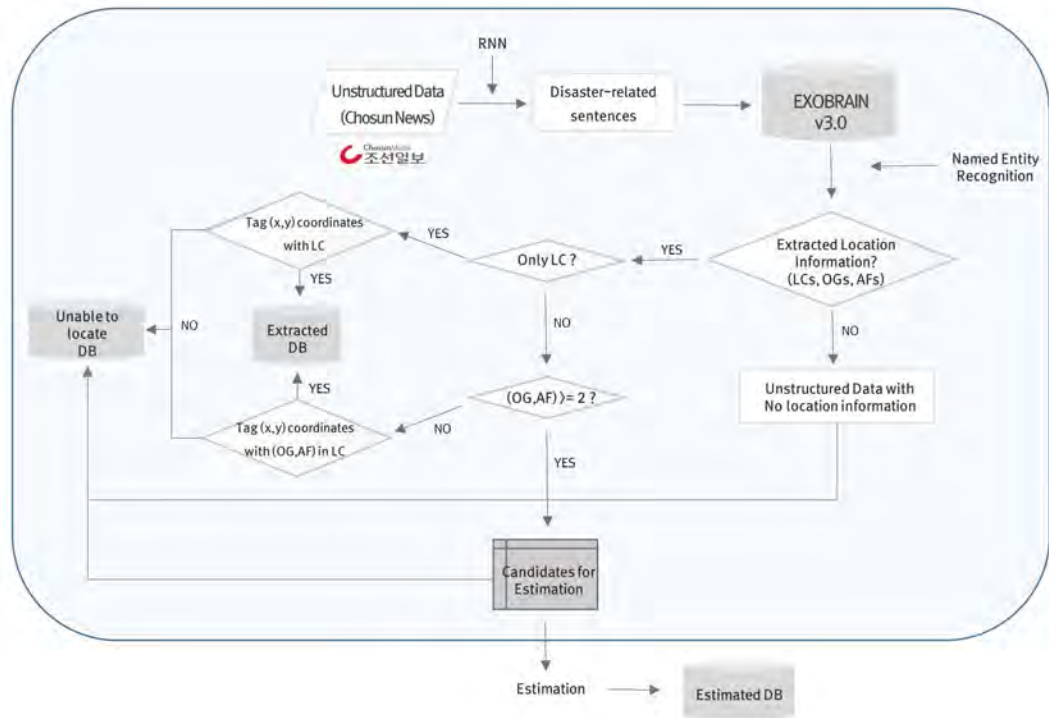 RNN
Unstructured Data
(Chosun News)
ChosunMedia
조선일보
Disaster-related
sentences
EXOBRAIN
v3.0
Named Entity
Recognition
Tag (x,y) coordinates
with LC
YES
Only LC ?
YES
Extracted Location
Information?
(LCs, OGs, AFs)
YES
Unable to
locate
DB
NO
Extracted
DB
NO
NO
YES
Tag (x,y) coordinates
with (OG,AF) in LC
NO
(OG,AF) >= 2 ?
Unstructured Data with
No location information
YES
Candidates for
Estimation
Estimation
Estimated DB